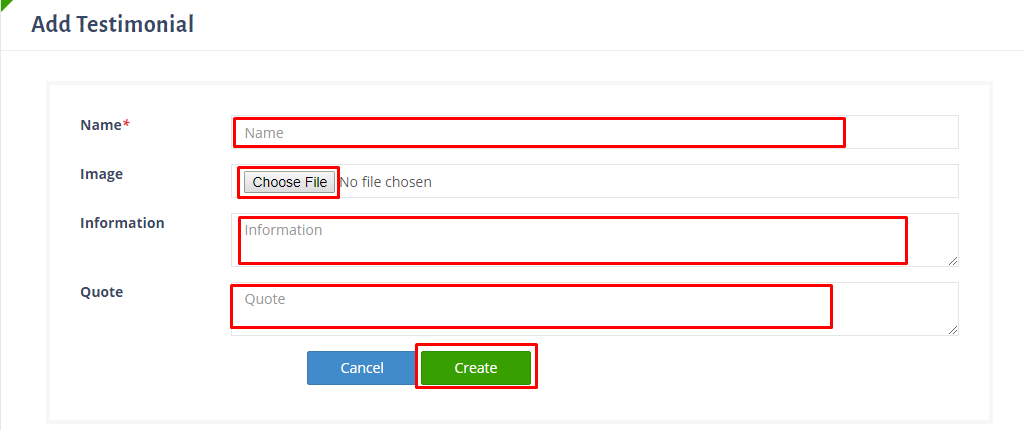 Add Testimonial
Name*
Name
Image
Choose File No file chosen
Information
Information
Quote
Quote
Cancel
Create